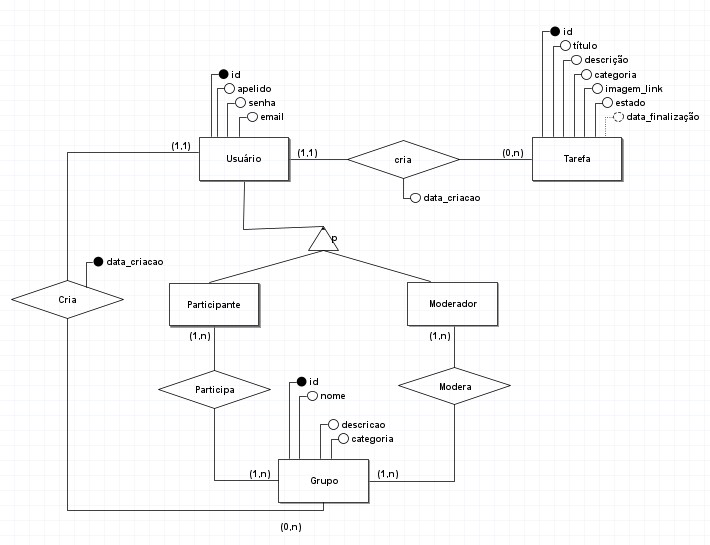 id
título
descrição
categoria
imagem_link
estado
data_finalização
id
apelido
senha
email
(1,1)
Usuário
(1,1)
cria
(0,n)
Tarefa
data_criacao
p
data_criacao
Cria
Participante
Moderador
(1,n)
(1,n)
Participa
Modera
id
nome
descricao
categoria
(1,n)
Grupo
(1,n)
(0,n)